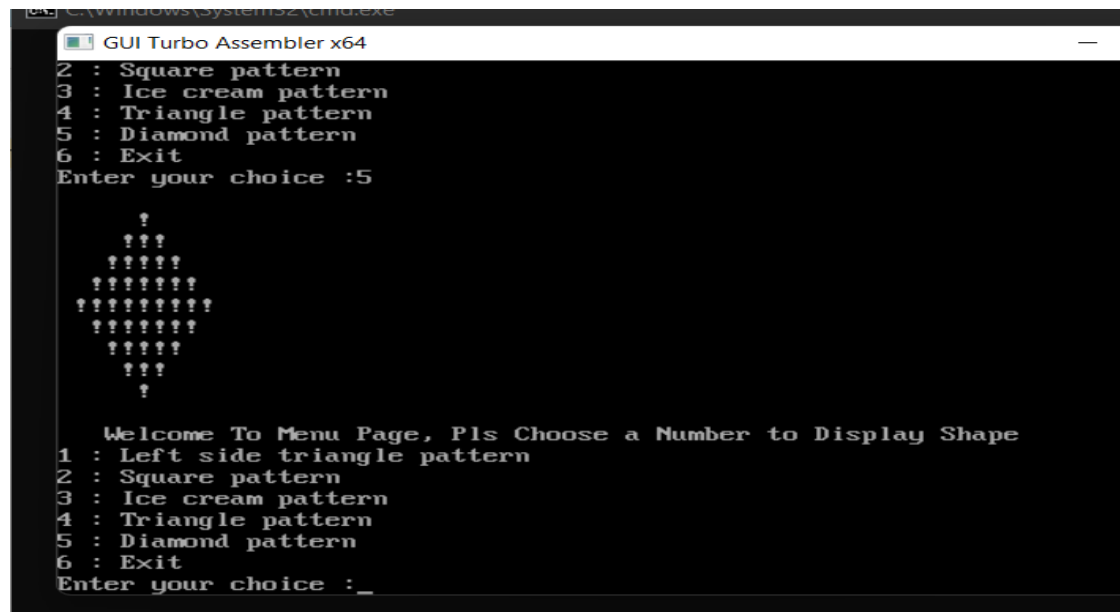 C:\Windows\System32\cmd.exe
GUI Turbo Assembler x64
2 : Square pattern
3 : Ice cream pattern
4 : Triangle pattern
5 : Diamond pattern
6 : Exit
Enter your choice :5
!
!!!
!!!!!
!!!!!!!
!!!!!!!!!
!!!!!!!
!!!!!
!!!
!
Welcome To Menu Page, Pls Choose a Number to Display Shape
1 : Left side triangle pattern
2 : Square pattern
3 : Ice cream pattern
4 : Triangle pattern
5 : Diamond pattern
6 : Exit
Enter your choice :_